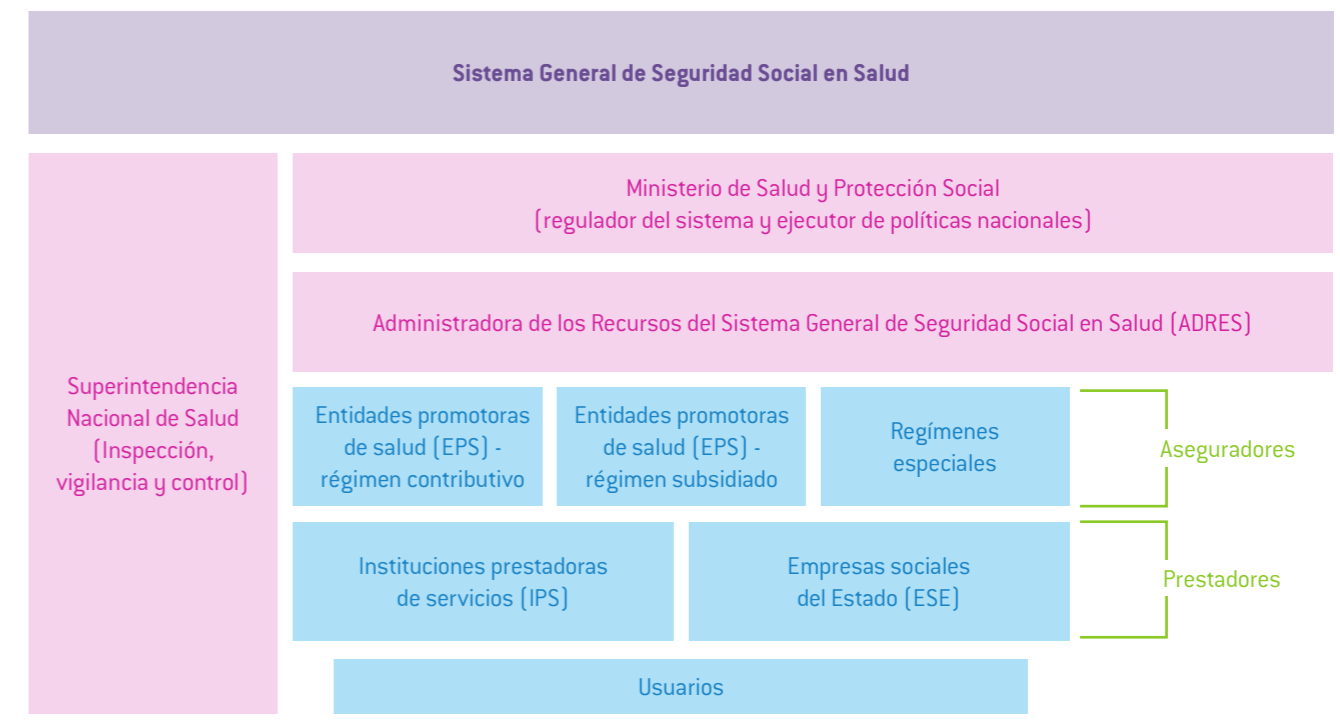 Sistema General de Seguridad Social en Salud
Ministerio de Salud y Protección Social
(regulador del sistema y ejecutor de políticas nacionales)
Administradora de los Recursos del Sistema General de Seguridad Social en Salud (ADRES)
Superintendencia
Nacional de Salud
(Inspección,
vigilancia y control)
Entidades promotoras
de salud (EPS) -
régimen contributivo
Entidades promotoras
de salud (EPS) -
régimen subsidiado
Regímenes
especiales
Aseguradores
Instituciones prestadoras
de servicios (IPS)
Empresas sociales
del Estado (ESE)
Prestadores
Usuarios